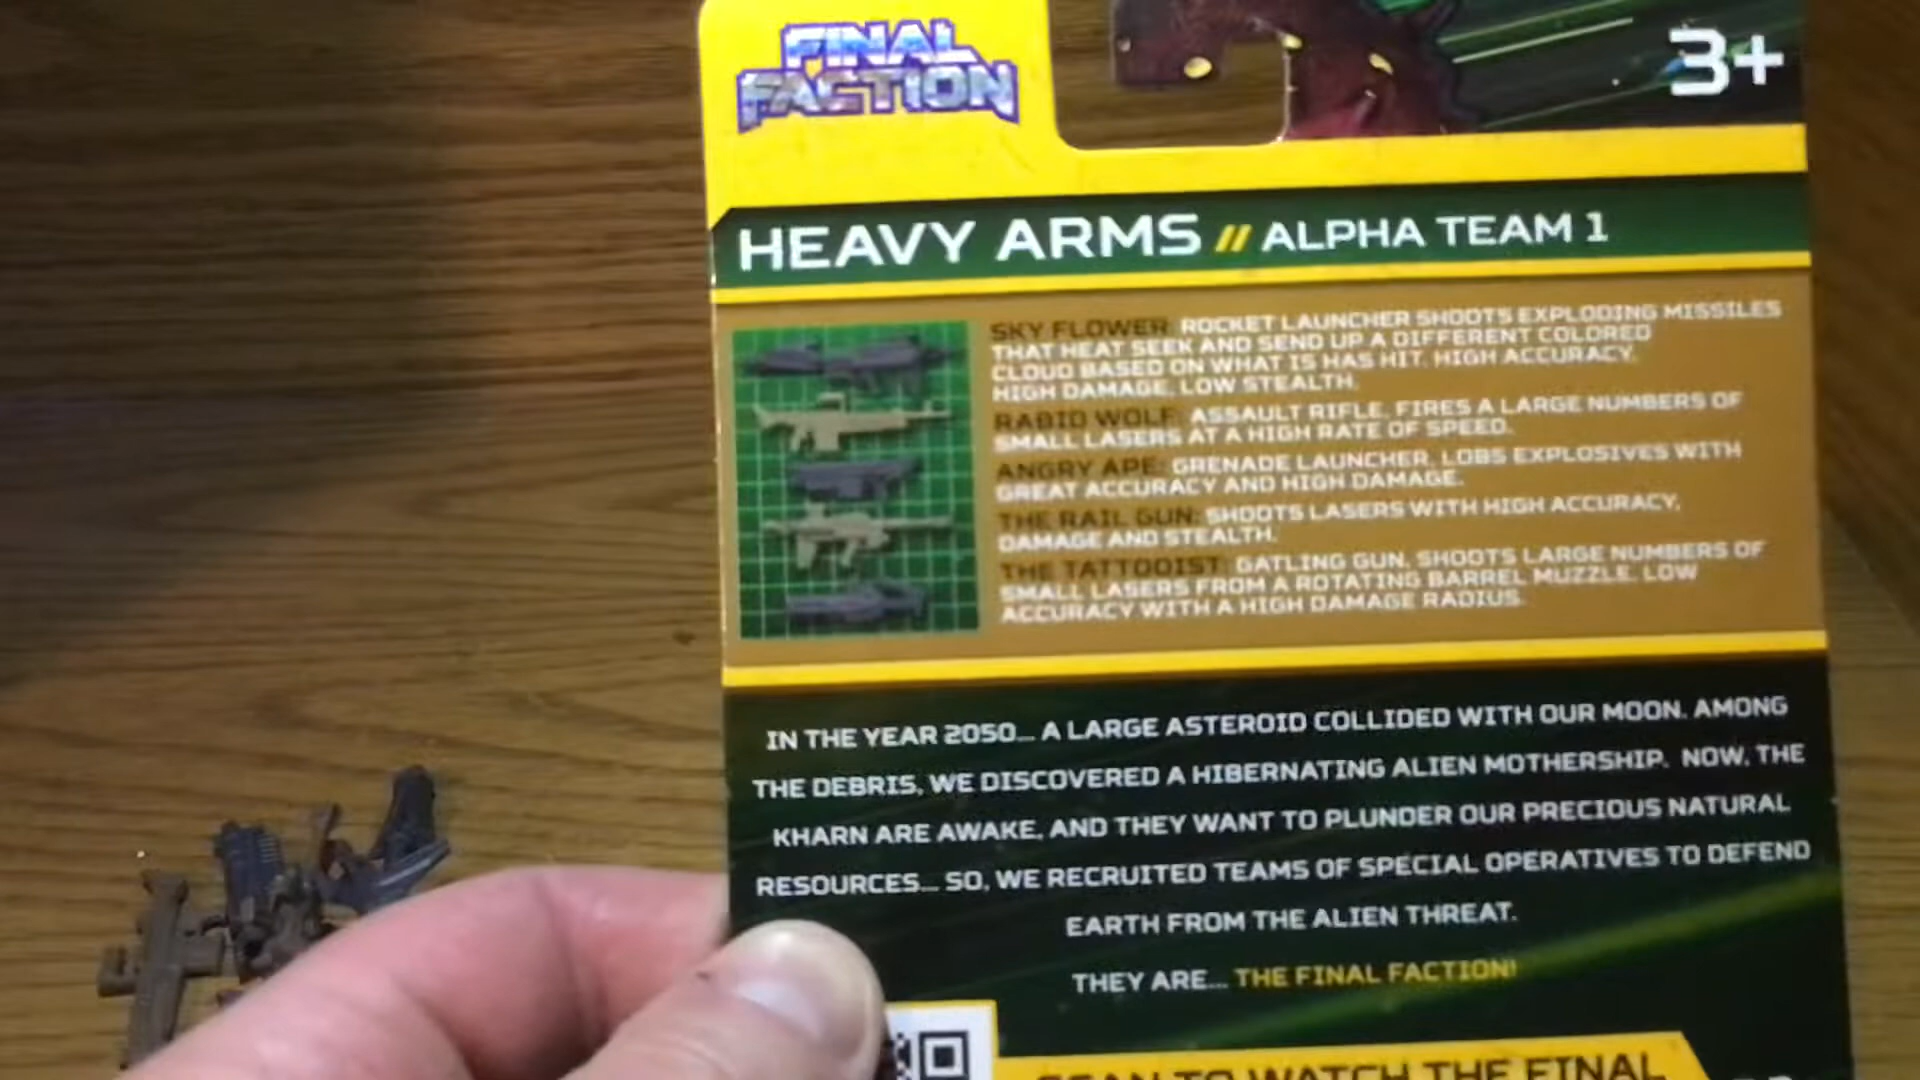 FINAL
FACTION
3+
HEAVY ARMS // ALPHA TEAM 1
SKY FLOWER: ROCKET LAUNCHER SHOOTS EXPLODING MISSILES
THAT HEAT SEEK AND SEND UP A DIFFERENT COLORED
CLOUD BASED ON WHAT IS HAS HIT. HIGH ACCURACY.
HIGH DAMAGE. LOW STEALTH.
RABID WOLF: ASSAULT RIFLE. FIRES A LARGE NUMBERS OF
SMALL LASERS AT A HIGH RATE OF SPEED.
ANGRY APE: GRENADE LAUNCHER. LOBS EXPLOSIVES WITH
GREAT ACCURACY AND HIGH DAMAGE.
THE RAIL GUN: SHOOTS LASERS WITH HIGH ACCURACY,
DAMAGE AND STEALTH.
THE TATTOOIST: GATLING GUN. SHOOTS LARGE NUMBERS OF
SMALL LASERS FROM A ROTATING BARREL MUZZLE. LOW
ACCURACY WITH A HIGH DAMAGE RADIUS.
IN THE YEAR 2050... A LARGE ASTEROID COLLIDED WITH OUR MOON. AMONG
THE DEBRIS, WE DISCOVERED A HIBERNATING ALIEN MOTHERSHIP. NOW, THE
KHARN ARE AWAKE, AND THEY WANT TO PLUNDER OUR PRECIOUS NATURAL
RESOURCES... SO, WE RECRUITED TEAMS OF SPECIAL OPERATIVES TO DEFEND
EARTH FROM THE ALIEN THREAT.
THEY ARE... THE FINAL FACTION!
SCAN TO WATCH THE FINAL